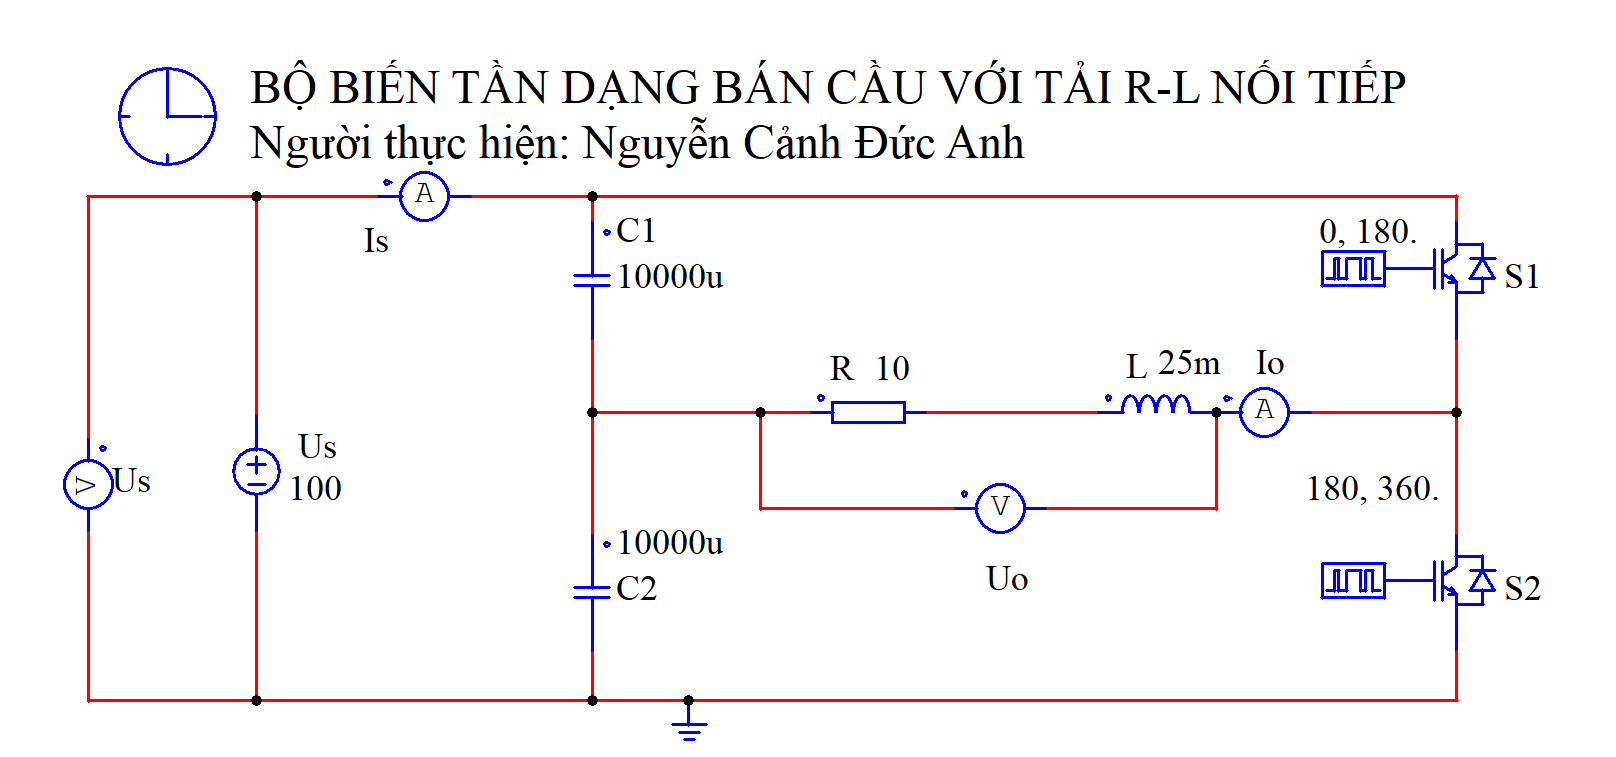 BỘ BIẾN TẦN DẠNG BÁN CẦU VỚI TẢI R-L NỐI TIẾP
Người thực hiện: Nguyễn Cảnh Đức Anh
A
Is
C1
10000u
0, 180.
S1
R 10
L 25m
Io
A
Us
100
V
Us
180, 360.
V
Uo
10000u
C2
S2